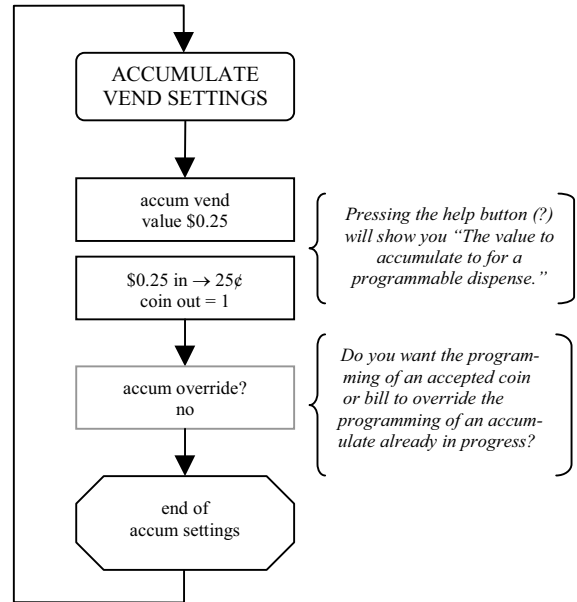 ACCUMULATE
VEND SETTINGS
accum vend
value $0.25
Pressing the help button (?)
will show you “The value to
accumulate to for a
programmable dispense.”
$0.25 in → 25¢
coin out = 1
accum override?
no
Do you want the program-
ming of an accepted coin
or bill to override the
programming of an accum-
ulate already in progress?
end of
accum settings